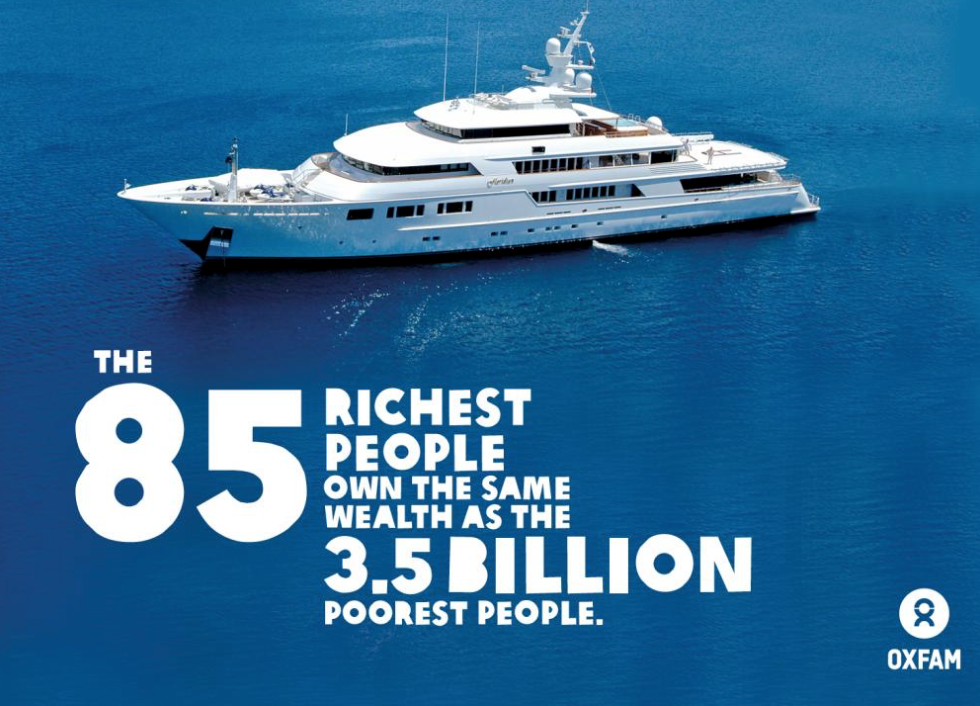 THE
85 RICHEST
PEOPLE
OWN THE SAME
WEALTH AS THE
3.5 BILLION
POOREST PEOPLE.
OXFAM